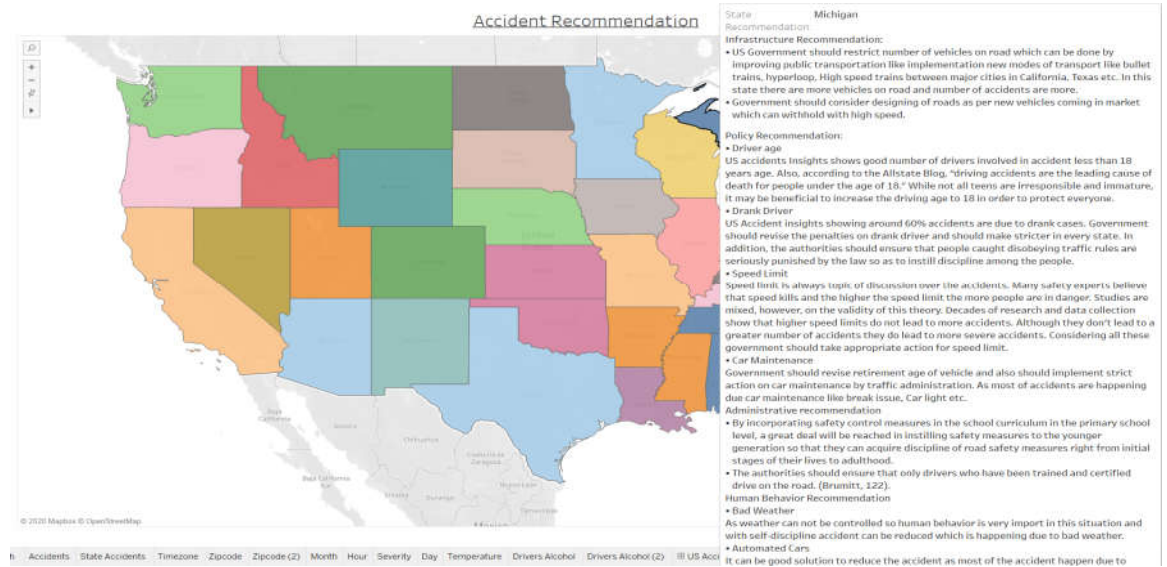 Accident Recommendation
State Michigan
Recommendation
Infrastructure Recommendation:
• US Government should restrict number of vehicles on road which can be done by
improving public transportation like implementation new modes of transport like bullet
trains, hyperloop, High speed trains between major cities in California, Texas etc. In this
state there are more vehicles on road and number of accidents are more.
• Government should consider designing of roads as per new vehicles coming in market
which can withhold with high speed.
Policy Recommendation:
• Driver age
US accidents Insights shows good number of drivers involved in accident less than 18
years age. Also, according to the Allstate Blog, "driving accidents are the leading cause of
death for people under the age of 18." While not all teens are irresponsible and immature,
it may be beneficial to increase the driving age to 18 in order to protect everyone.
• Drank Driver
US Accident insights showing around 60% accidents are due to drank cases. Government
should revise the penalties on drank driver and should make stricter in every state. In
addition, the authorities should ensure that people caught disobeying traffic rules are
seriously punished by the law so as to instill discipline among the people.
• Speed Limit
Speed limit is always topic of discussion over the accidents. Many safety experts believe
that speed kills and the higher the speed limit the more people are in danger. Studies are
mixed, however, on the validity of this theory. Decades of research and data collection
show that higher speed limits do not lead to more accidents. Although they don't lead to a
greater number of accidents they do lead to more severe accidents. Considering all these
government should take appropriate action for speed limit.
• Car Maintenance
Government should revise retirement age of vehicle and also should implement strict
action on car maintenance by traffic administration. As most of accidents are happening
due car maintenance like break issue, Car light etc.
Administrative recommendation
• By incorporating safety control measures in the school curriculum in the primary school
level, a great deal will be reached in instilling safety measures to the younger
generation so that they can acquire discipline of road safety measures right from initial
stages of their lives to adulthood.
• The authorities should ensure that only drivers who have been trained and certified
drive on the road. (Brumitt, 122).
Human Behavior Recommendation
• Bad Weather
As weather can not be controlled so human behavior is very import in this situation and
with self-discipline accident can be reduced which is happening due to bad weather.
• Automated Cars
It can be good solution to reduce the accident as most of the accident happen due to
Baja California
Sonora
Chihuahua
Coahuila de Zaragoza
Baja California Sur
Sinaloa
Durango
Tamaulipas
© 2020 Mapbox © OpenStreetMap
h Accidents State Accidents Timezone Zipcode Zipcode (2) Month Hour Severity Day Temperature Drivers Alcohol Drivers Alcohol (2) US Acci